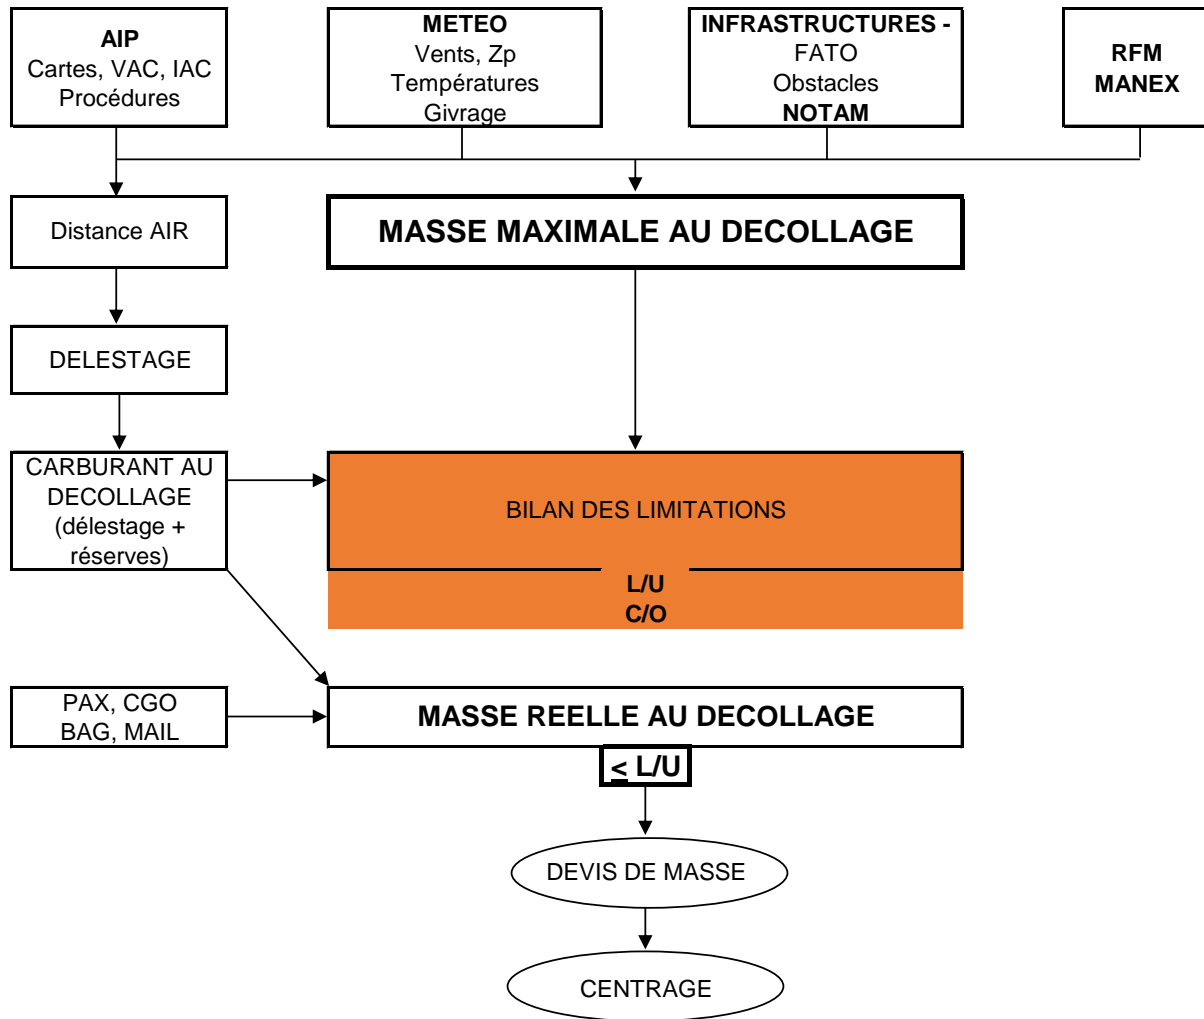 AIP
Cartes, VAC, IAC
Procédures
METEO
Vents, Zp
Températures
Givrage
INFRASTRUCTURES -
FATO
Obstacles
NOTAM
RFM
MANEX
Distance AIR
MASSE MAXIMALE AU DECOLLAGE
DELESTAGE
CARBURANT AU
DECOLLAGE
(délestage +
réserves)
BILAN DES LIMITATIONS
L/U
C/O
PAX, CGO
BAG, MAIL
MASSE REELLE AU DECOLLAGE
≤ L/U
DEVIS DE MASSE
CENTRAGE